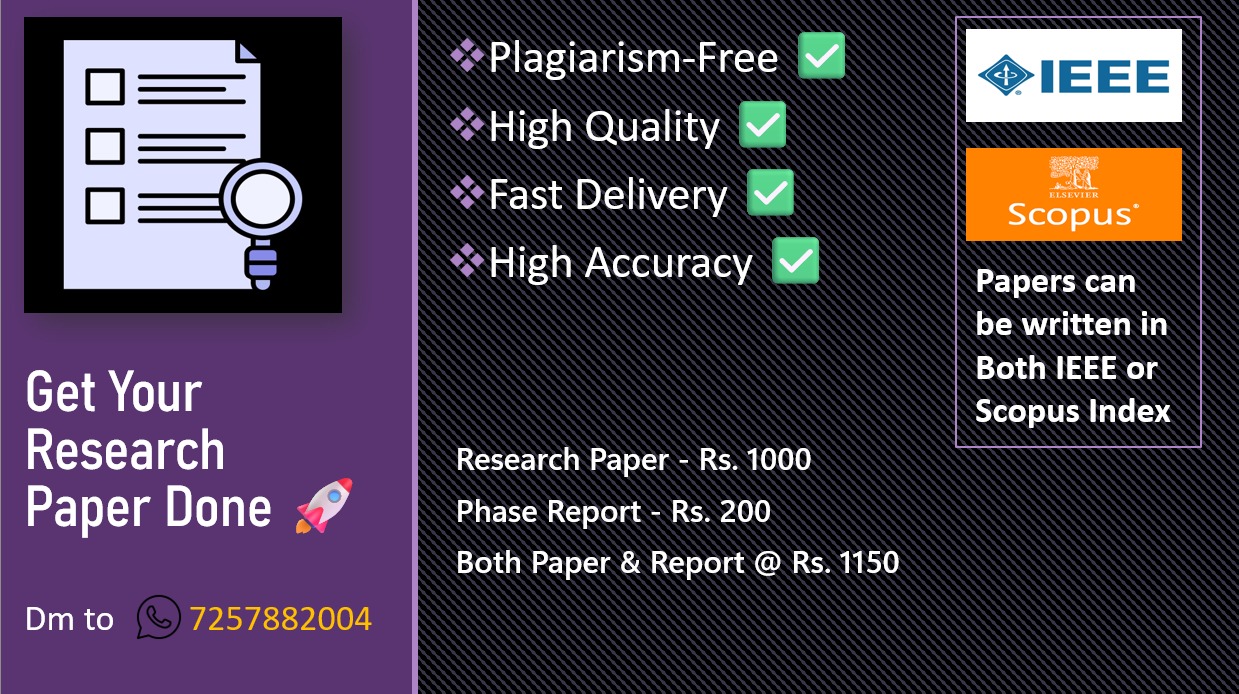 Get Your
Research
Paper Done 🚀
Dm to 7257882004
❖Plagiarism-Free ✅
❖High Quality ✅
❖Fast Delivery ✅
❖High Accuracy ✅
Research Paper - Rs. 1000
Phase Report - Rs. 200
Both Paper & Report @ Rs. 1150
IEEE
ELSEVIER
Scopus®
Papers can
be written in
Both IEEE or
Scopus Index